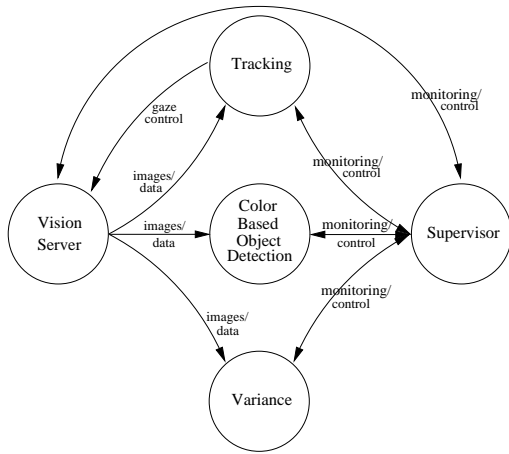 Tracking
monitoring/
control
gaze
control
images/
data
monitoring/
control
Vision
Server
images/
data
Color
Based
Object
Detection
monitoring/
control
Supervisor
images/
data
monitoring/
control
Variance